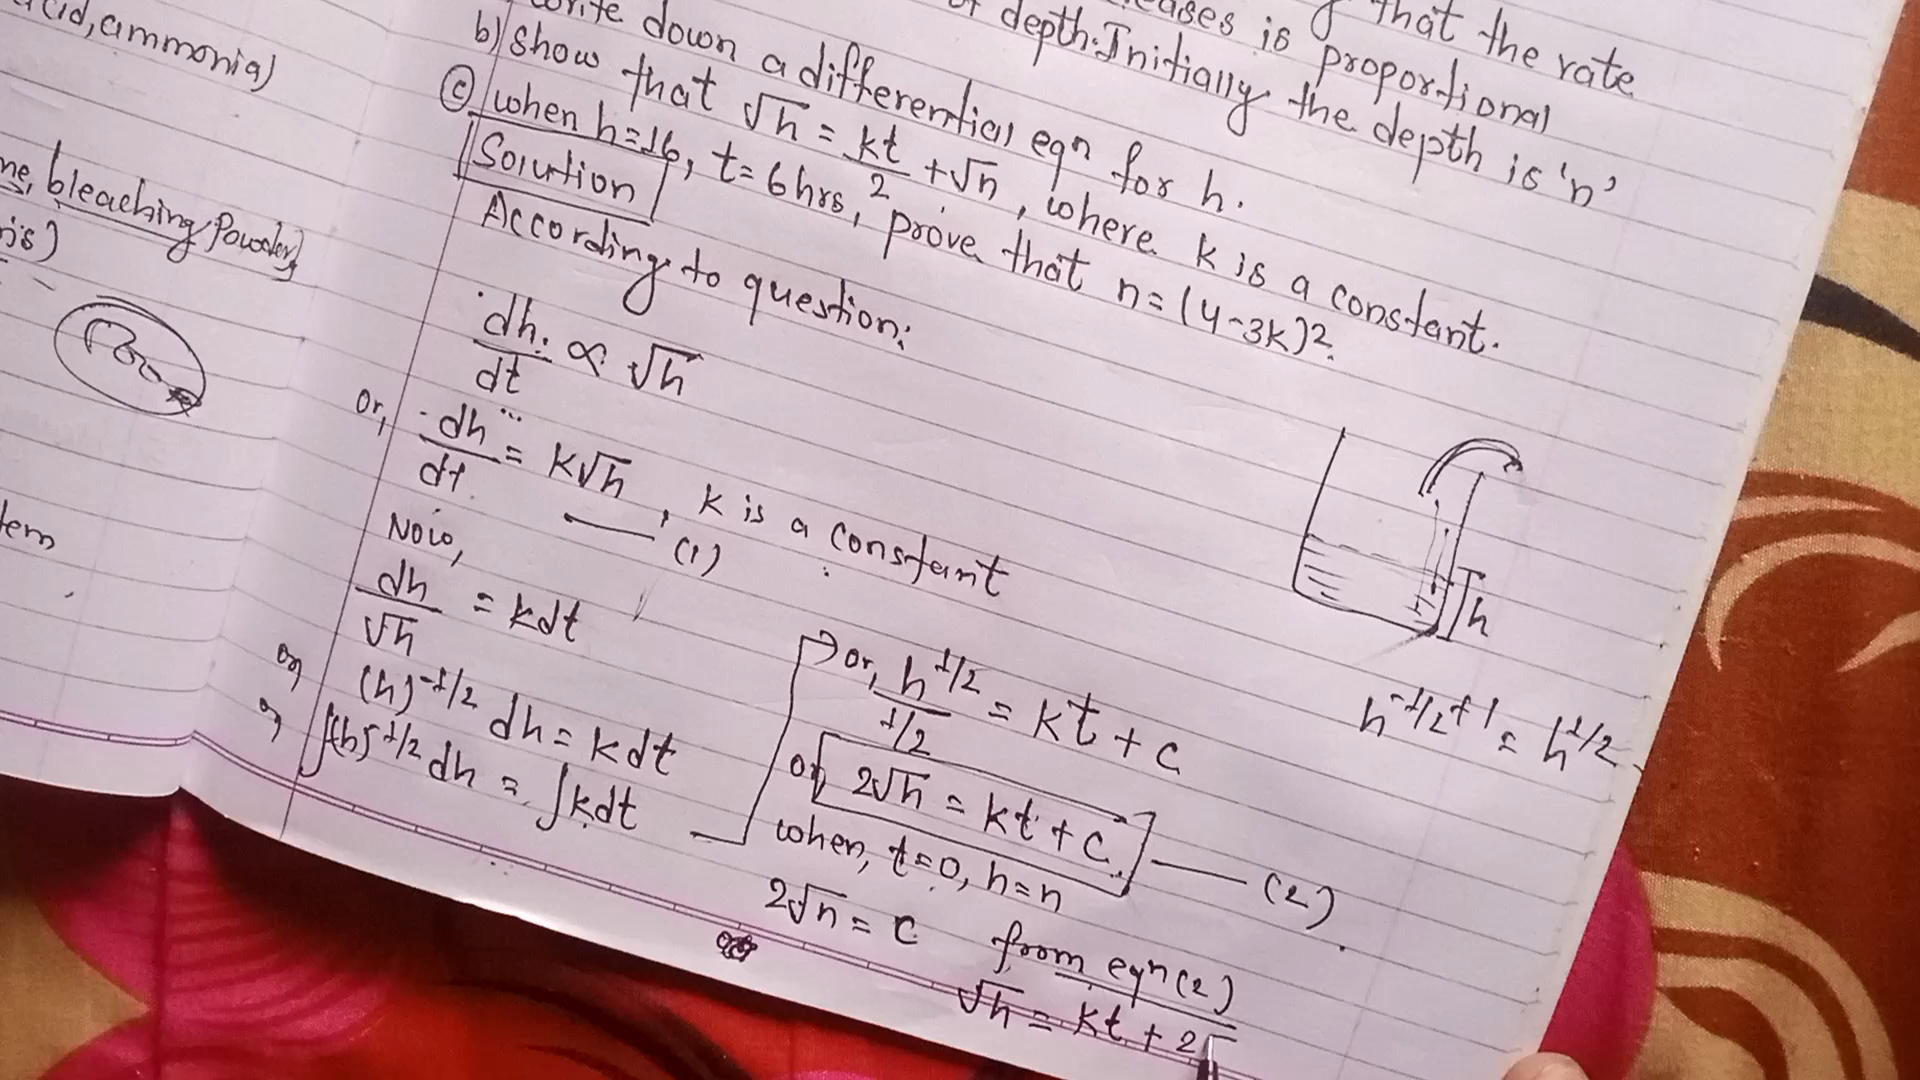 acid, ammonia)
bleaching Powder,
that the rate
is proportional
depth. Initially the depth is 'n'
write down a differential eqn for h.
b) show that √h = kt/2 + √n, where k is a constant.
(c) when h=16, t=6hrs, prove that n=(4-3k)².
Solution
According to question:
dh/dt ∝ √h
or, dh/dt = k√h, k is a constant
(1)
Now,
dh/√h = kdt
or (h)^-1/2 dh = kdt
∫(h)^-1/2 dh = ∫kdt
or, h^1/2 / 1/2 = kt + c
or 2√h = kt + c (2)
when, t=0, h=n
2√n = c
from eqn(2)
√h = kt + 2
h
h^-1/2+1 = h^1/2